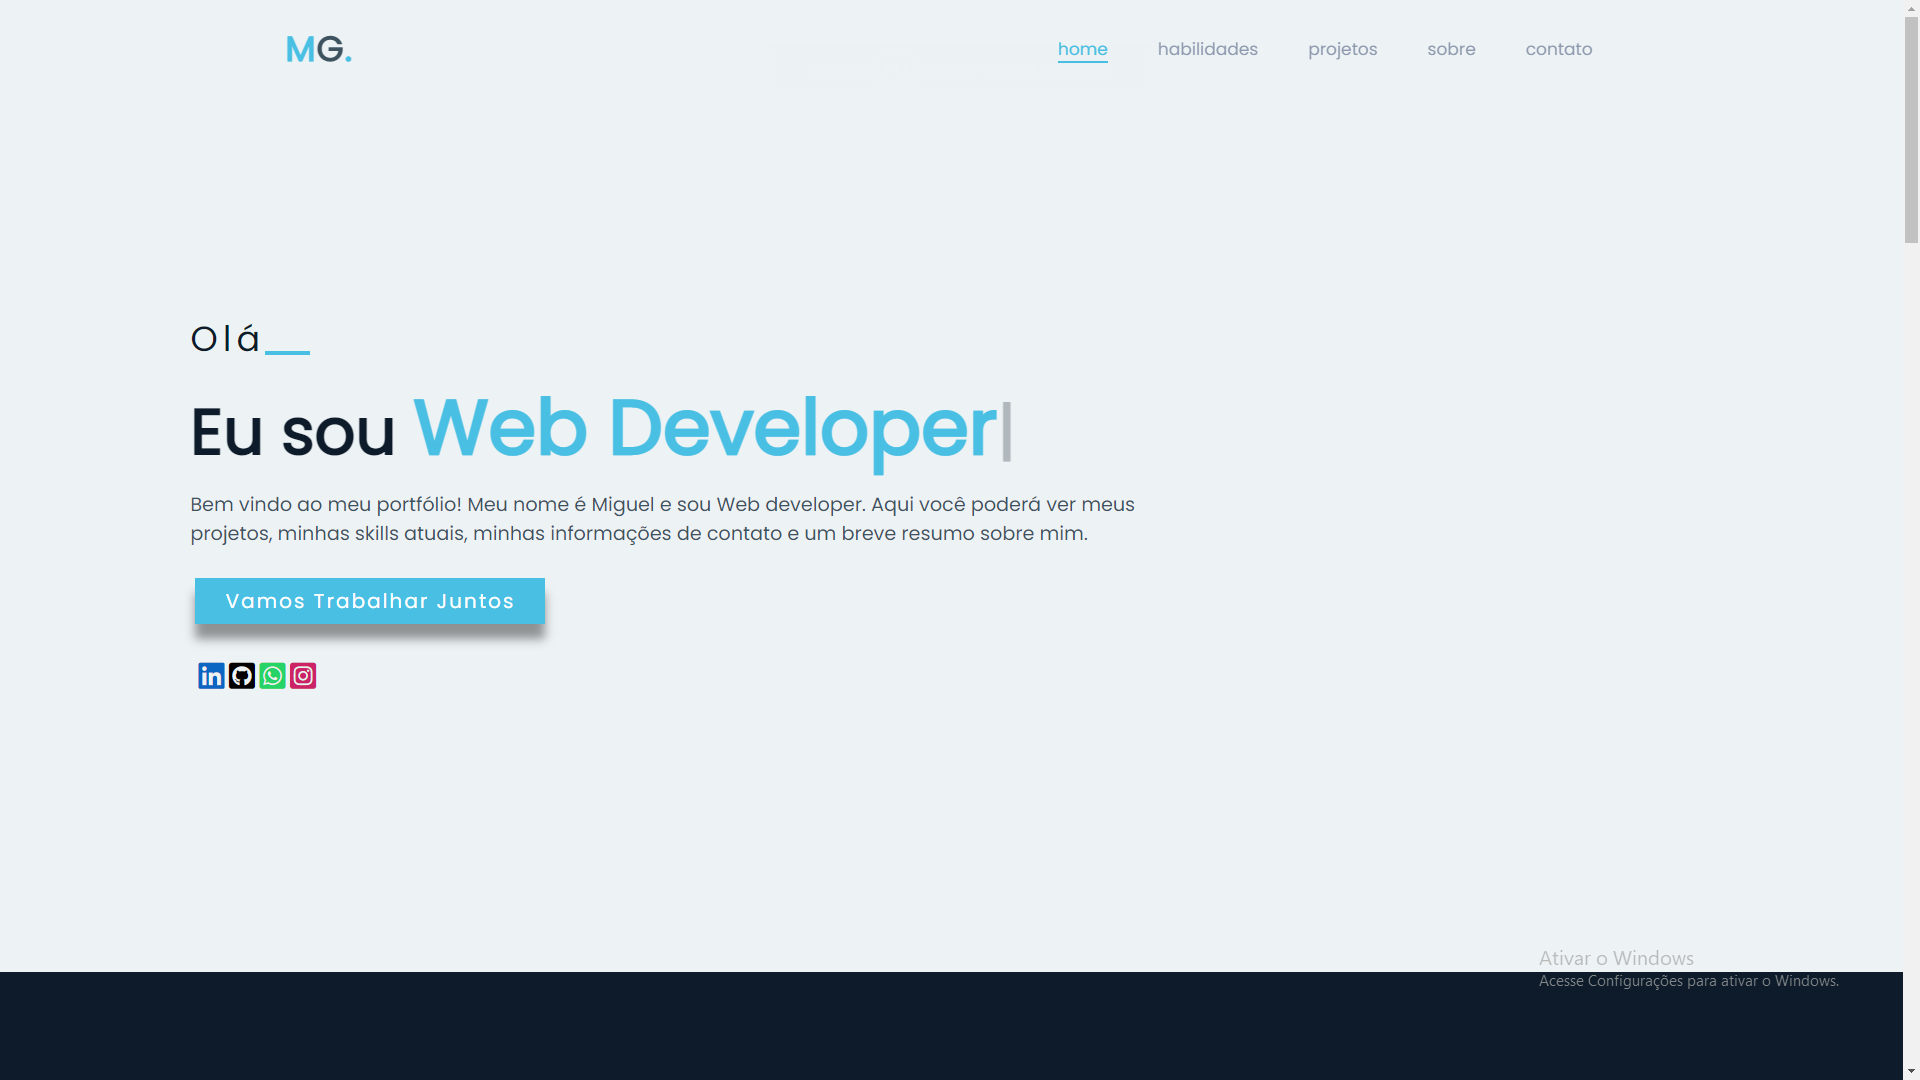 MG.
home habilidades projetos sobre contato
Olá
Eu sou Web Developer
Bem vindo ao meu portfólio! Meu nome é Miguel e sou Web developer. Aqui você poderá ver meus
projetos, minhas skills atuais, minhas informações de contato e um breve resumo sobre mim.
Vamos Trabalhar Juntos
in
Ativar o Windows
Acesse Configurações para ativar o Windows.